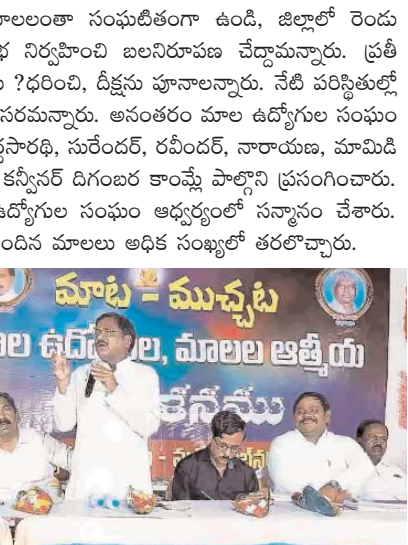 మాలలంతా సంఘటితంగా ఉండి, జిల్లాలో రెండు
నిర్వహించి బలనిరూపణ చేద్దామన్నారు. ప్రతీ
?ధరించి, దీక్షను పూనాలన్నారు. నేటి పరిస్థితుల్లో
సరమన్నారు. అనంతరం మాల ఉద్యోగుల సంఘం
సారథి, సురేందర్, రవీందర్, నారాయణ, మామిడి
కన్వీనర్ దిగంబర కాంమ్లే పాల్గొని ప్రసంగించారు.
ఉద్యోగుల సంఘం ఆధ్వర్యంలో సన్మానం చేశారు.
ందిన మాలలు అధిక సంఖ్యలో తరలొచ్చారు.
మాట - ముచ్చట
మాలల ఆత్మీయ